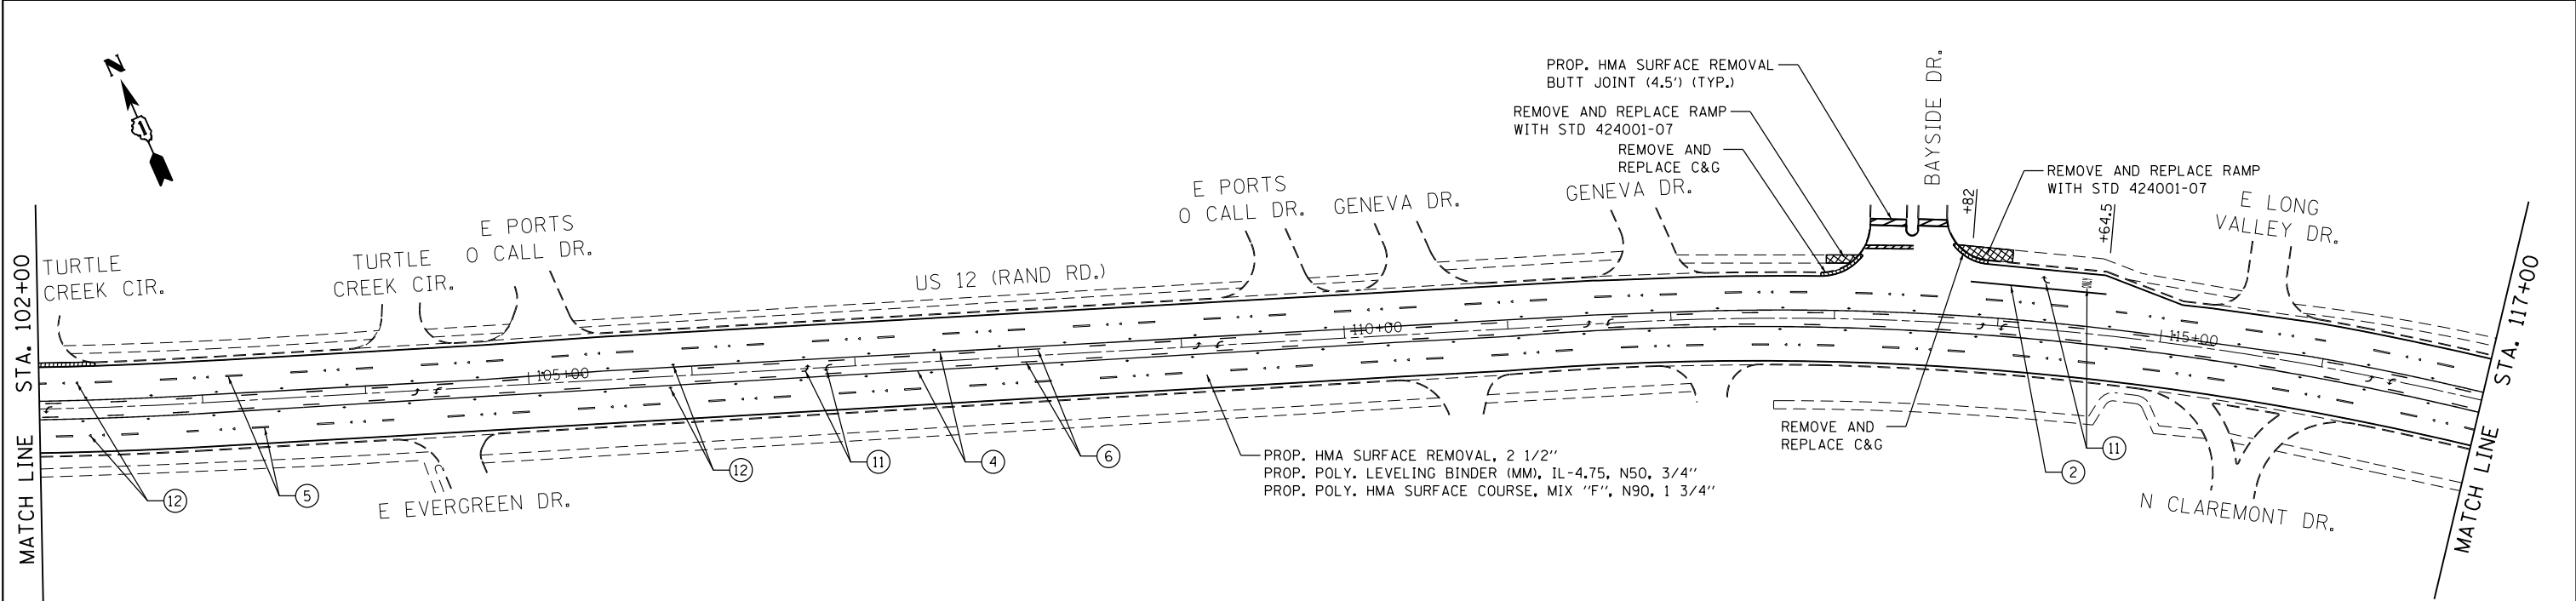 N
1
PROP. HMA SURFACE REMOVAL
BUTT JOINT (4.5') (TYP.)
REMOVE AND REPLACE RAMP
WITH STD 424001-07
REMOVE AND
REPLACE C&G
BAYSIDE DR.
+82
REMOVE AND REPLACE RAMP
WITH STD 424001-07
+64.5
E LONG
VALLEY DR.
TURTLE
CREEK CIR.
TURTLE
CREEK CIR.
E PORTS
O CALL DR.
US 12 (RAND RD.)
E PORTS
O CALL DR.
GENEVA DR.
GENEVA DR.
MATCH LINE STA. 102+00
105+00
110+00
115+00
ONLY
MATCH LINE STA. 117+00
12
5
E EVERGREEN DR.
12
11
4
6
PROP. HMA SURFACE REMOVAL, 2 1/2"
PROP. POLY. LEVELING BINDER (MM), IL-4.75, N50, 3/4"
PROP. POLY. HMA SURFACE COURSE, MIX "F", N90, 1 3/4"
REMOVE AND
REPLACE C&G
2
11
N CLAREMONT DR.